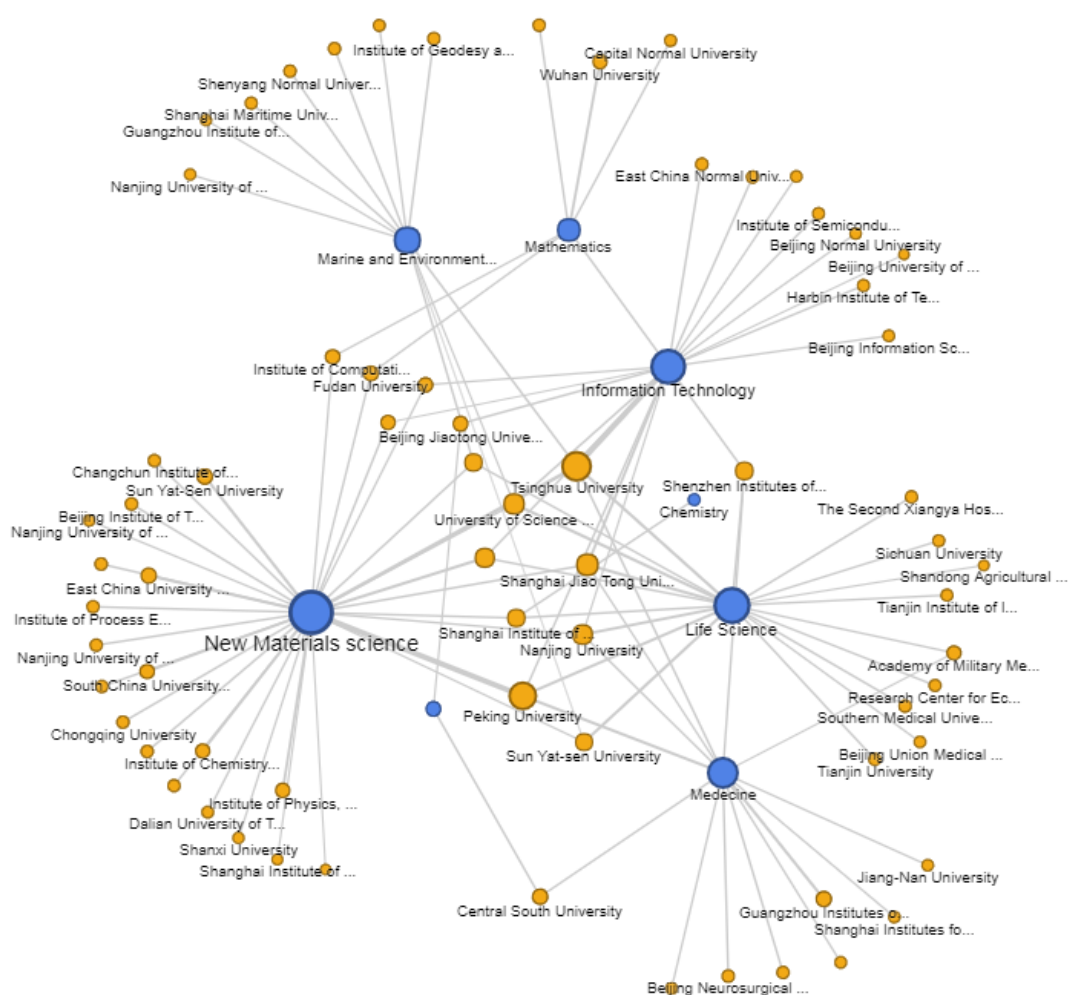 Institute of Geodesy a...
Capital Normal University
Wuhan University
Shenyang Normal Univer...
Shanghai Maritime Univ...
Guangzhou Institute of...
East China Normal Univ...
Nanjing University of ...
Institute of Semicondu...
Beijing Normal University
Mathematics
Marine and Environment...
Beijing University of ...
Harbin Institute of Te...
Beijing Information Sc...
Institute of Computati...
Fudan University
Information Technology
Beijing Jiaotong Unive...
Changchun Institute of...
Sun Yat-Sen University
Tsinghua University
Shenzhen Institutes of...
The Second Xiangya Hos...
Chemistry
Beijing Institute of T...
University of Science ...
Nanjing University of ...
Sichuan University
Shandong Agricultural ...
Shanghai Jiao Tong Uni...
East China University ...
Tianjin Institute of I...
Institute of Process E...
Life Science
Shanghai Institute of ...
New Materials science
Nanjing University
Nanjing University of ...
Academy of Military Me...
South China University...
Research Center for Ec...
Peking University
Southern Medical Unive...
Chongqing University
Sun Yat-sen University
Beijing Union Medical ...
Institute of Chemistry...
Tianjin University
Medecine
Institute of Physics, ...
Dalian University of T...
Shanxi University
Shanghai Institute of ...
Jiang-Nan University
Central South University
Guangzhou Institutes o...
Shanghai Institutes fo...
Beijing Neurosurgical ...